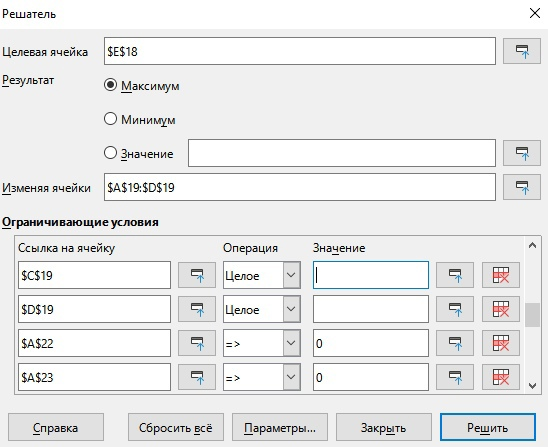 Решатель
Целевая ячейка $E$18
Результат Максимум
Минимум
Значение
Изменяя ячейки $A$19:$D$19
Ограничивающие условия
Ссылка на ячейку Операция Значение
$C$19 Целое
$D$19 Целое
$A$22 => 0
$A$23 => 0
Справка Сбросить всё Параметры... Закрыть Решить